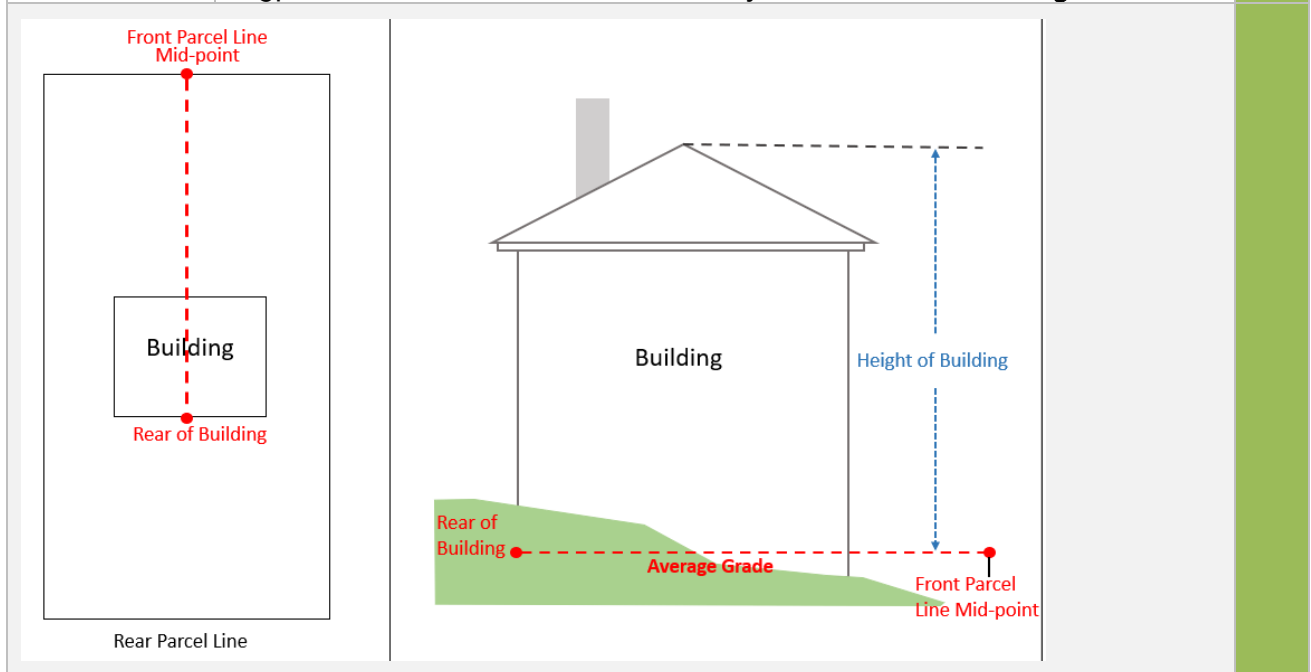 Front Parcel Line
Mid-point
Building
Rear of Building
Rear Parcel Line
Building
Height of Building
Rear of
Building
Average Grade
Front Parcel
Line Mid-point